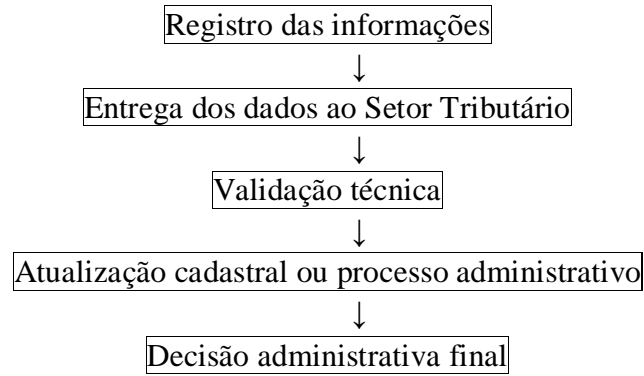 Registro das informações
↓
Entrega dos dados ao Setor Tributário
↓
Validação técnica
↓
Atualização cadastral ou processo administrativo
↓
Decisão administrativa final